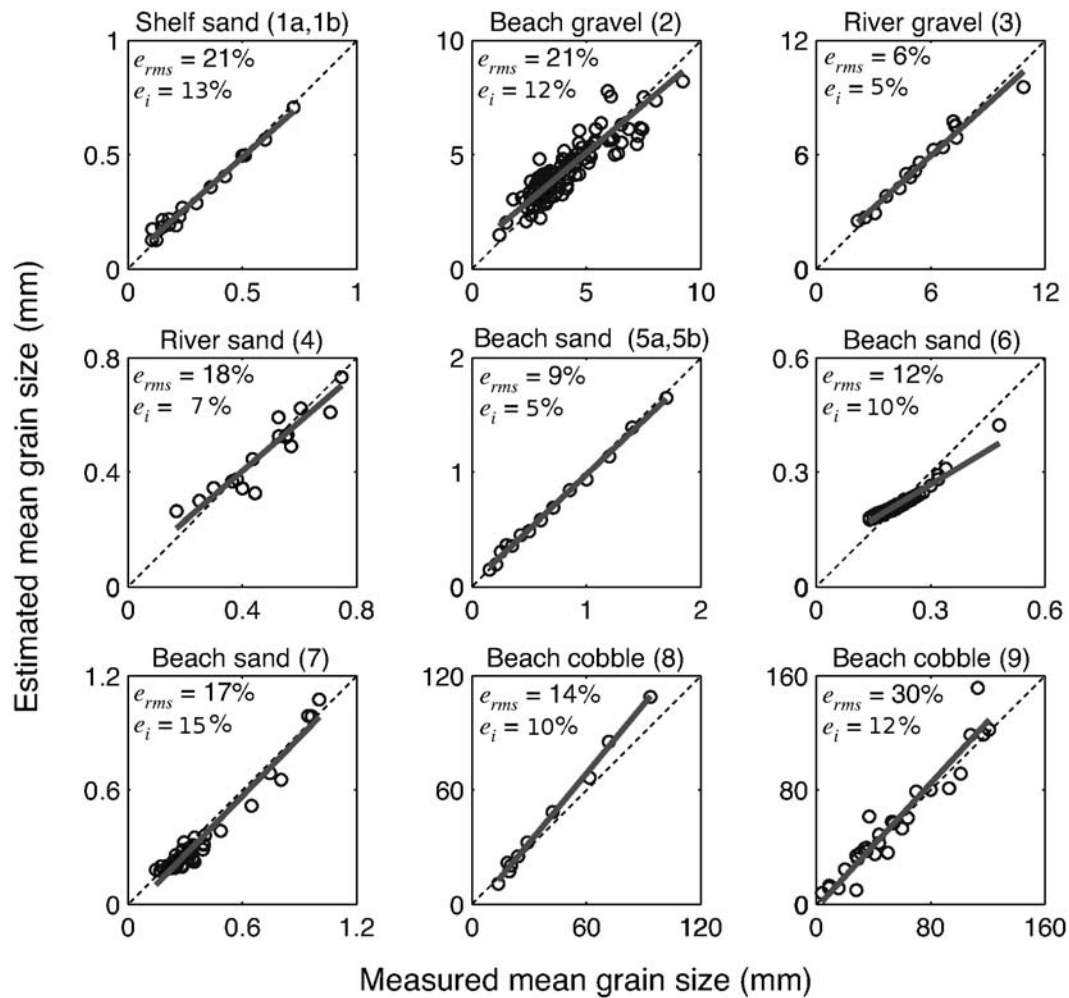 Shelf sand (1a,1b)
Beach gravel (2)
River gravel (3)
1
0.5
0
0
0.5
1
e_rms = 21%
e_i = 13%
10
5
0
0
5
10
e_rms = 21%
e_i = 12%
12
6
0
0
6
12
e_rms = 6%
e_i = 5%
River sand (4)
Beach sand (5a,5b)
Beach sand (6)
0.8
0.4
0
0
0.4
0.8
e_rms = 18%
e_i = 7%
2
1
0
0
1
2
e_rms = 9%
e_i = 5%
0.6
0.3
0
0
0.3
0.6
e_rms = 12%
e_i = 10%
Beach sand (7)
Beach cobble (8)
Beach cobble (9)
1.2
0.6
0
0
0.6
1.2
e_rms = 17%
e_i = 15%
120
60
0
0
60
120
e_rms = 14%
e_i = 10%
160
80
0
0
80
160
e_rms = 30%
e_i = 12%
Estimated mean grain size (mm)
Measured mean grain size (mm)